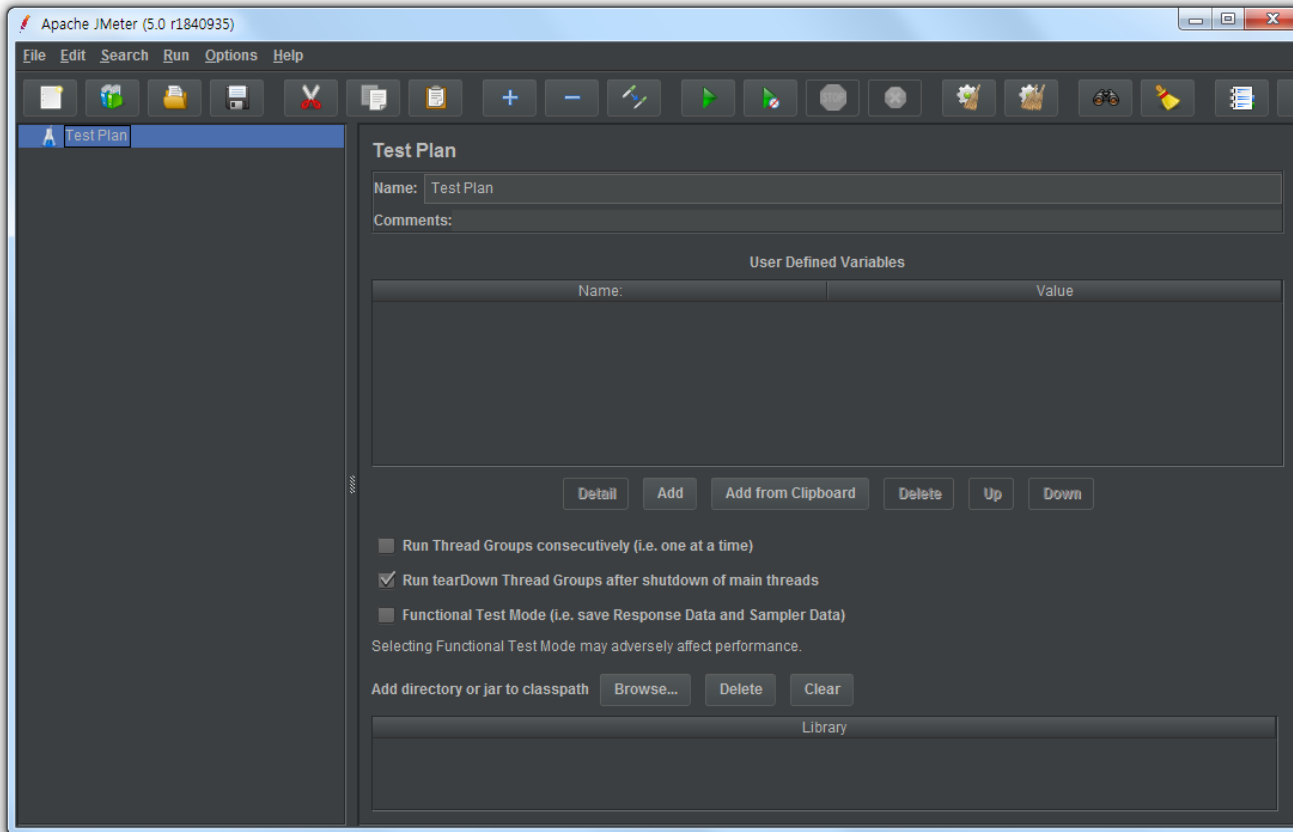 Apache JMeter (5.0 r1840935)
File Edit Search Run Options Help
STOP
Test Plan
Test Plan
Name: Test Plan
Comments:
User Defined Variables
Name: Value
Detail Add Add from Clipboard Delete Up Down
Run Thread Groups consecutively (i.e. one at a time)
Run tearDown Thread Groups after shutdown of main threads
Functional Test Mode (i.e. save Response Data and Sampler Data)
Selecting Functional Test Mode may adversely affect performance.
Add directory or jar to classpath Browse... Delete Clear
Library